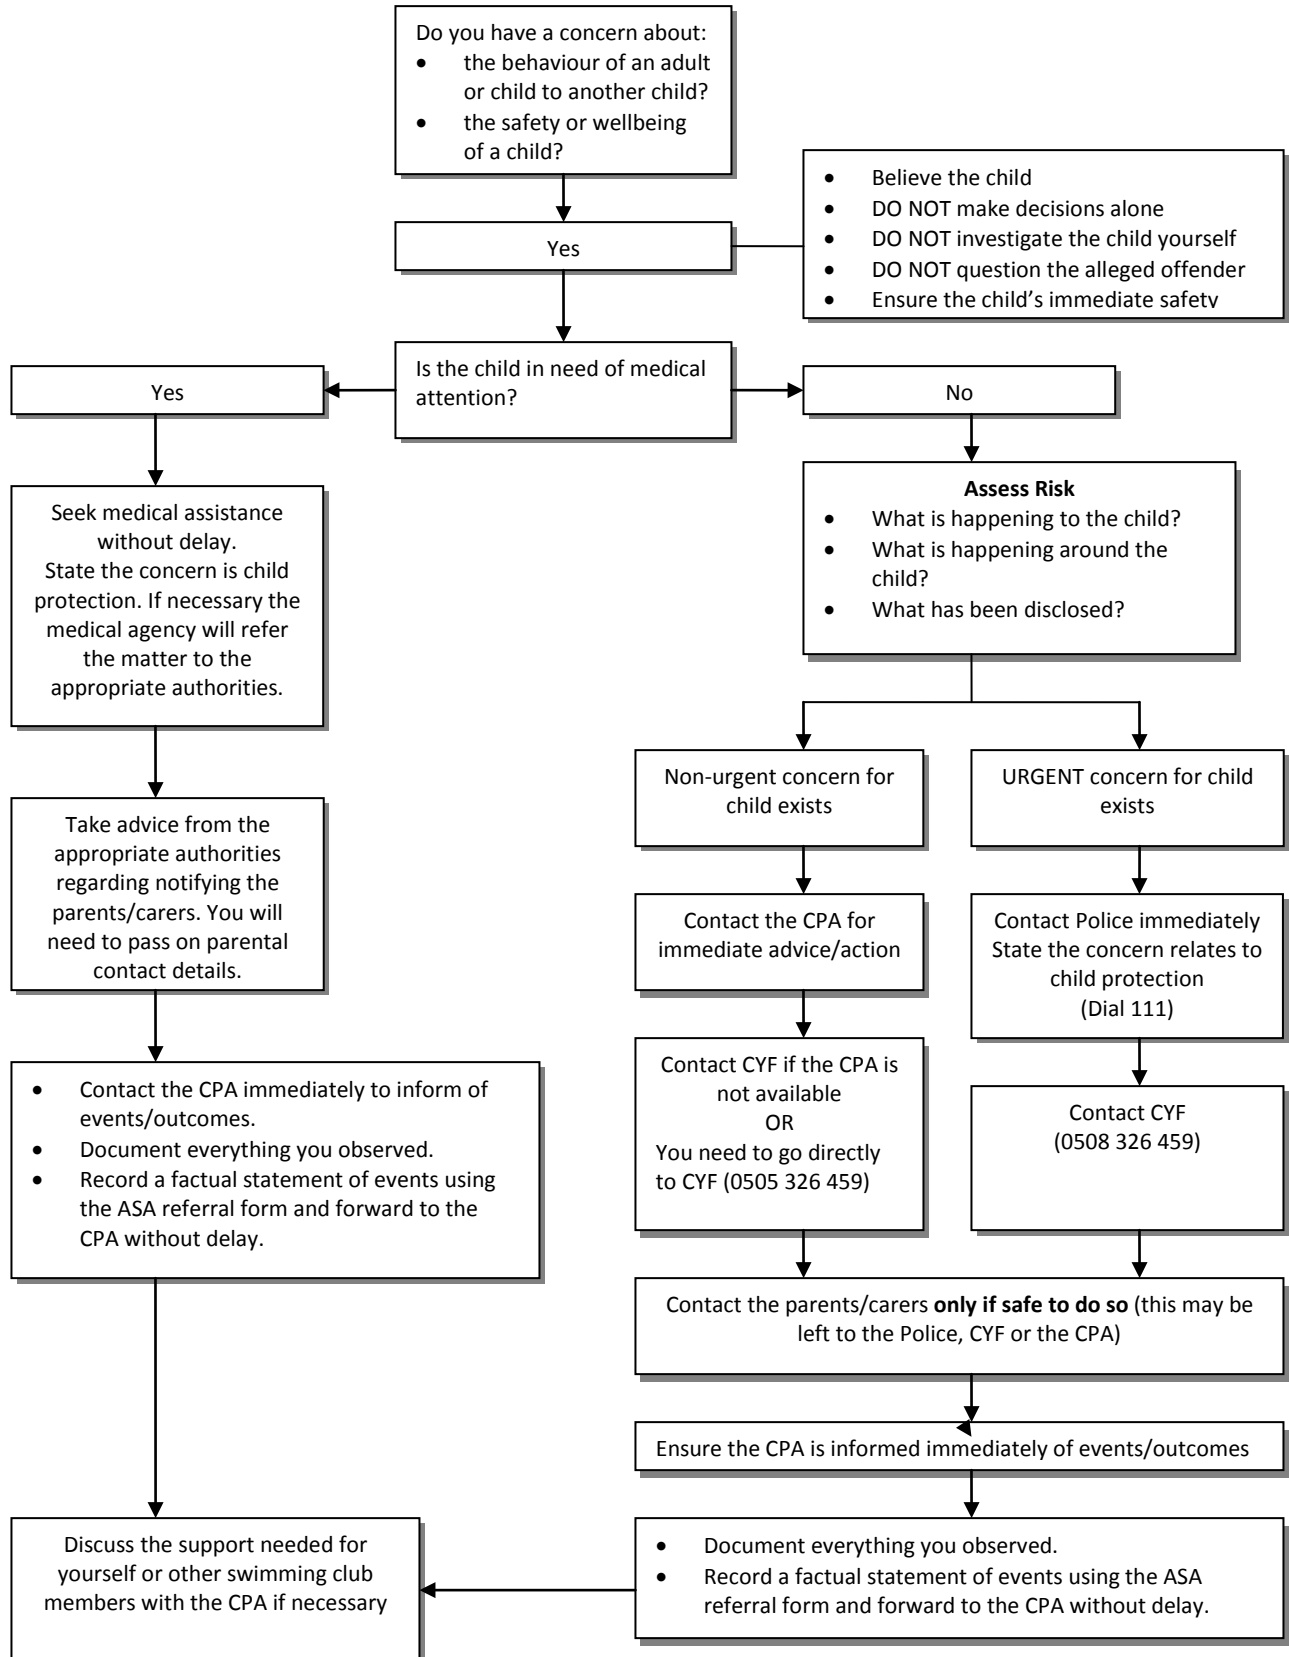 Do you have a concern about:
• the behaviour of an adult
or child to another child?
• the safety or wellbeing
of a child?
• Believe the child
• DO NOT make decisions alone
• DO NOT investigate the child yourself
• DO NOT question the alleged offender
• Ensure the child’s immediate safety
Yes
Is the child in need of medical
attention?
Yes
No
Seek medical assistance
without delay.
State the concern is child
protection. If necessary the
medical agency will refer
the matter to the
appropriate authorities.
Assess Risk
• What is happening to the child?
• What is happening around the
child?
• What has been disclosed?
Non-urgent concern for
child exists
URGENT concern for child
exists
Take advice from the
appropriate authorities
regarding notifying the
parents/carers. You will
need to pass on parental
contact details.
Contact the CPA for
immediate advice/action
Contact Police immediately
State the concern relates to
child protection
(Dial 111)
Contact CYF if the CPA is
not available
OR
You need to go directly
to CYF (0505 326 459)
Contact CYF
(0508 326 459)
• Contact the CPA immediately to inform of
events/outcomes.
• Document everything you observed.
• Record a factual statement of events using
the ASA referral form and forward to the
CPA without delay.
Contact the parents/carers only if safe to do so (this may be
left to the Police, CYF or the CPA)
Ensure the CPA is informed immediately of events/outcomes
Discuss the support needed for
yourself or other swimming club
members with the CPA if necessary
• Document everything you observed.
• Record a factual statement of events using the ASA
referral form and forward to the CPA without delay.